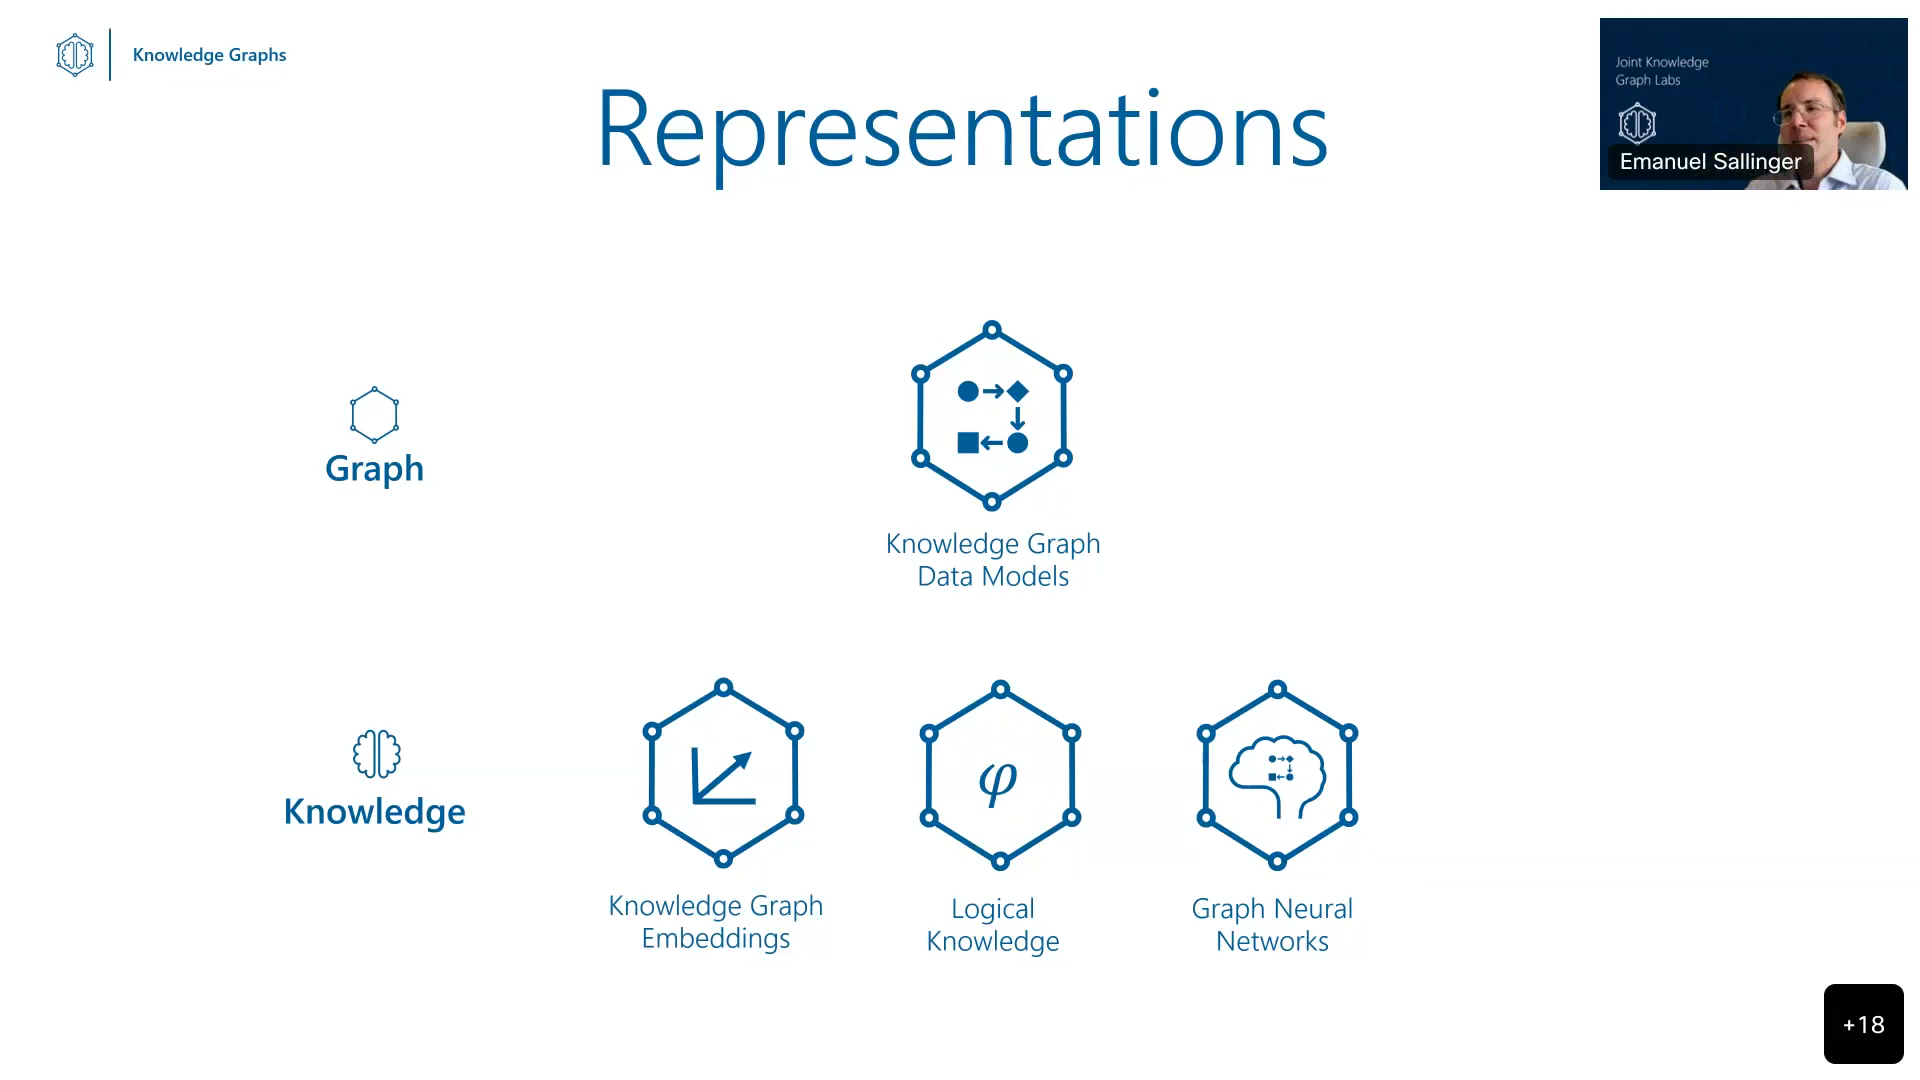 Knowledge Graphs
Representations
Joint Knowledge
Graph Labs
Emanuel Sallinger
Graph
Knowledge Graph
Data Models
Knowledge
φ
Knowledge Graph
Embeddings
Logical
Knowledge
Graph Neural
Networks
+18